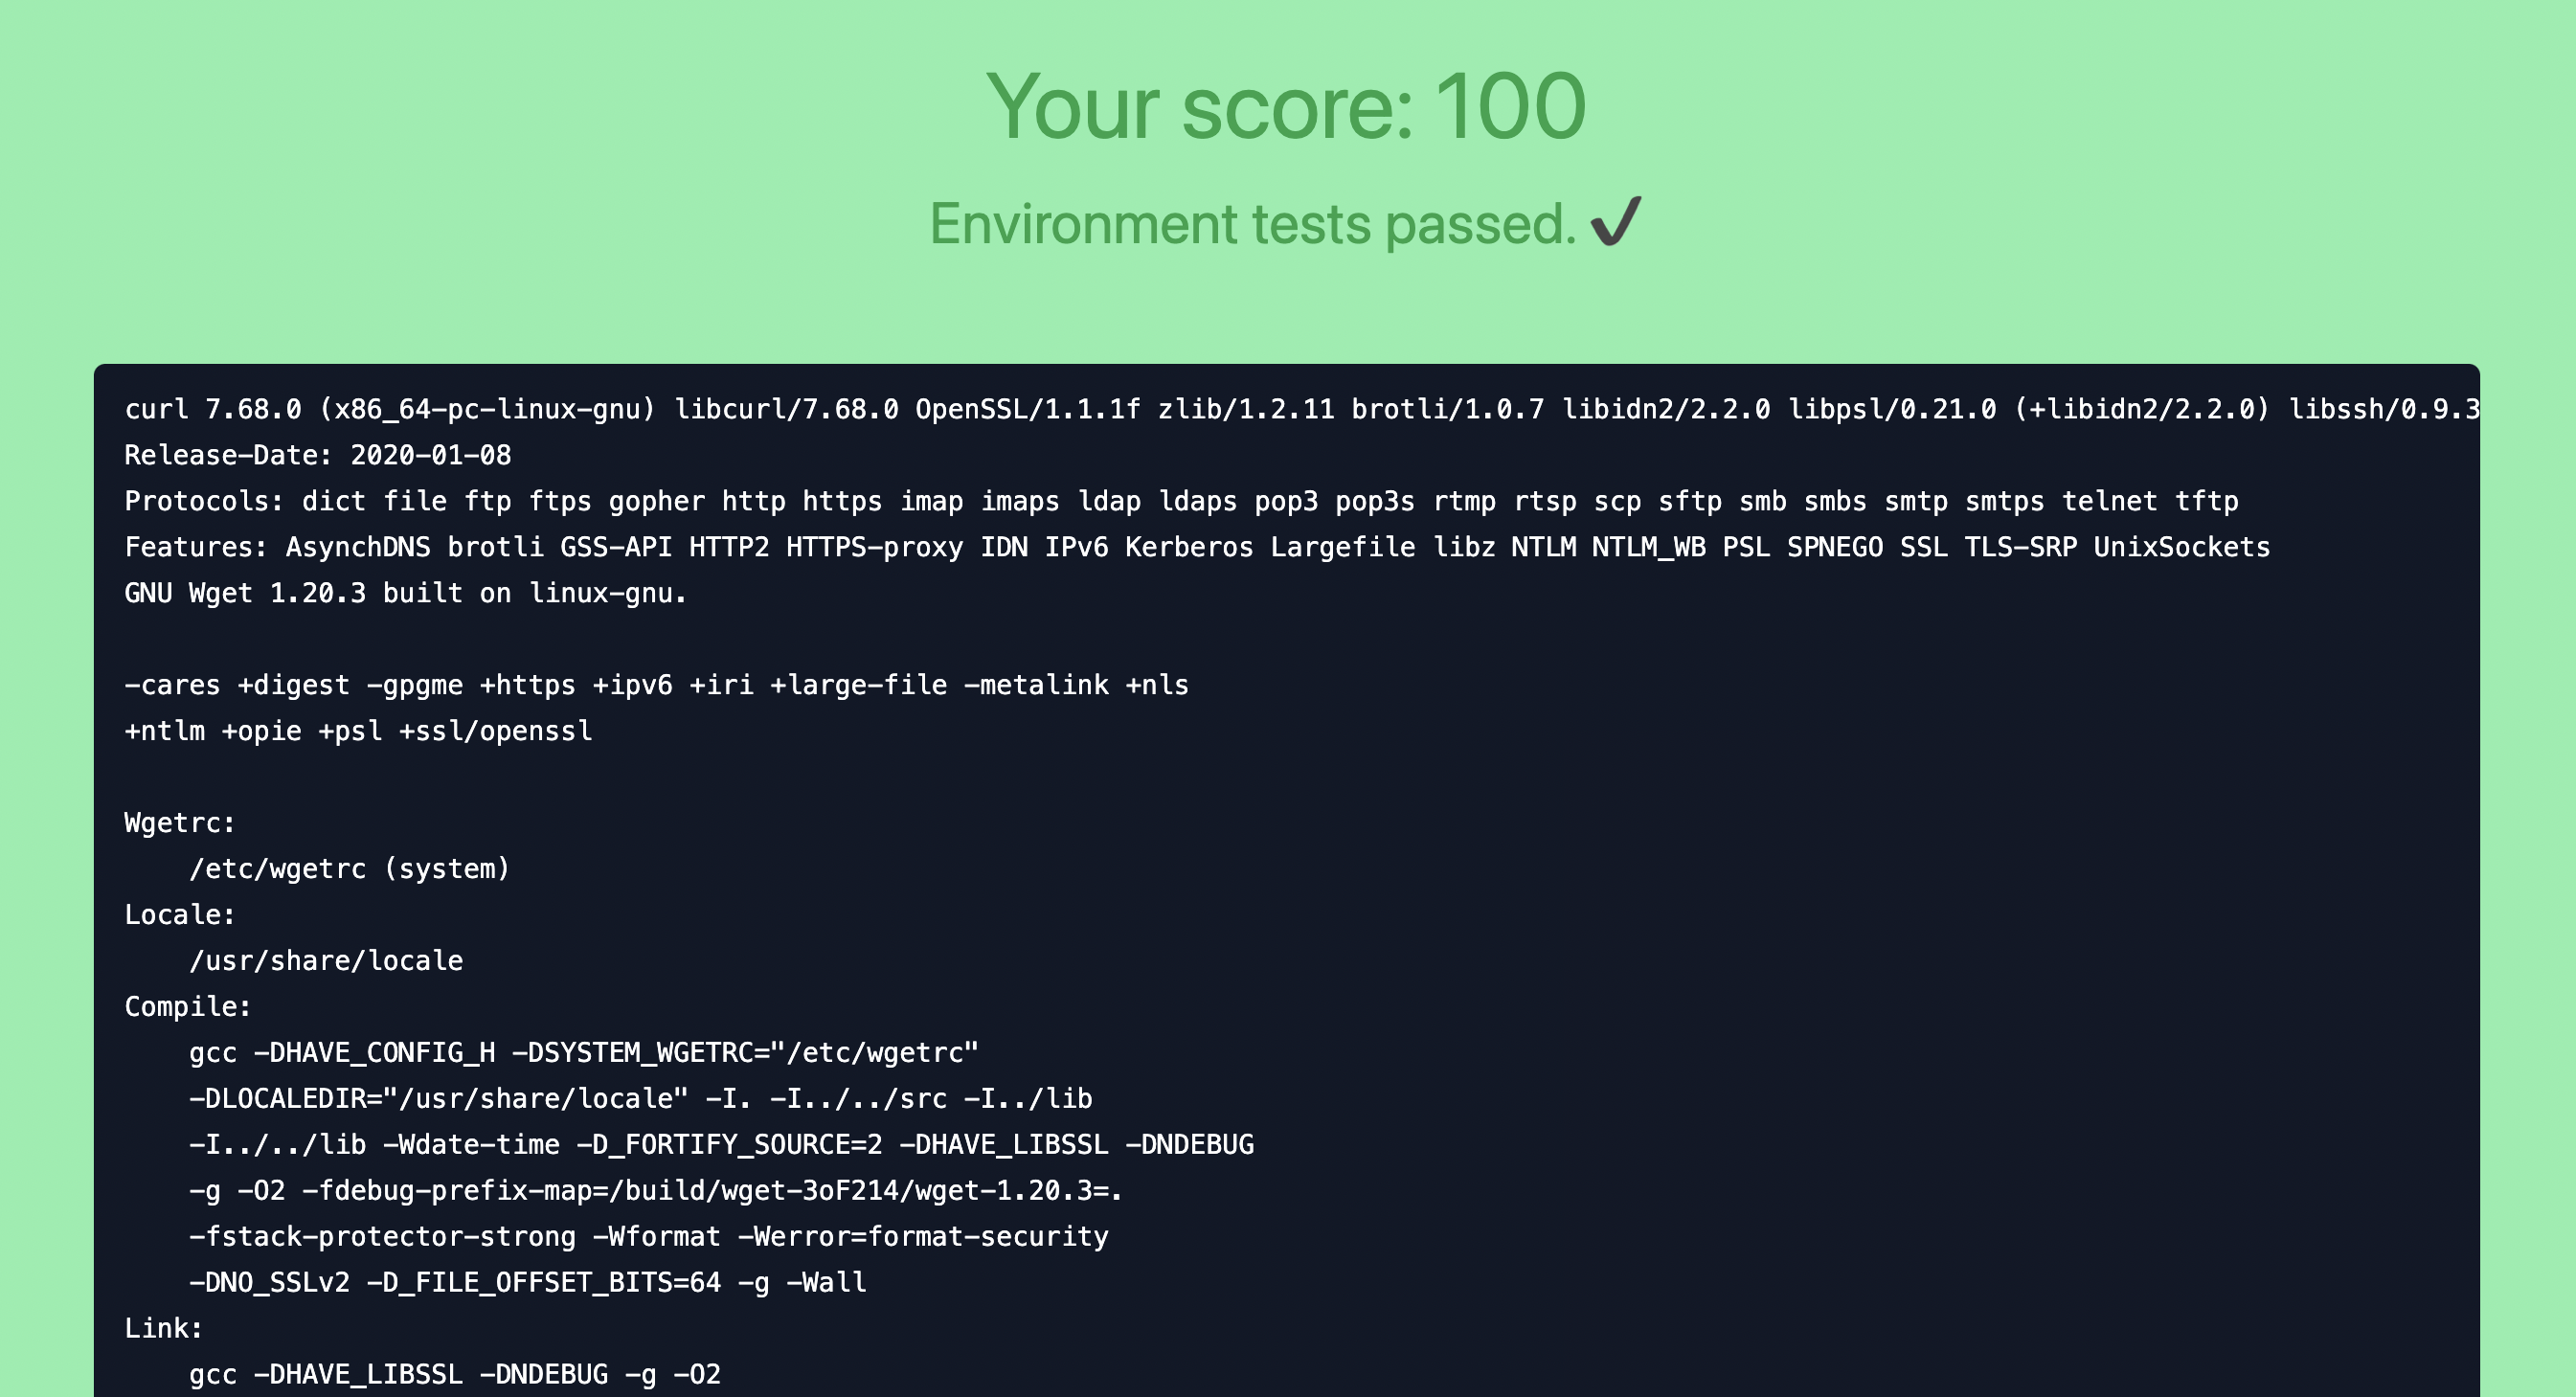 Your score: 100
Environment tests passed. ✔
curl 7.68.0 (x86_64-pc-linux-gnu) libcurl/7.68.0 OpenSSL/1.1.1f zlib/1.2.11 brotli/1.0.7 libidn2/2.2.0 libpsl/0.21.0 (+libidn2/2.2.0) libssh/0.9.3
Release-Date: 2020-01-08
Protocols: dict file ftp ftps gopher http https imap imaps ldap ldaps pop3 pop3s rtmp rtsp scp sftp smb smbs smtp smtps telnet tftp
Features: AsynchDNS brotli GSS-API HTTP2 HTTPS-proxy IDN IPv6 Kerberos Largefile libz NTLM NTLM_WB PSL SPNEGO SSL TLS-SRP UnixSockets
GNU Wget 1.20.3 built on linux-gnu.

-cares +digest -gpgme +https +ipv6 +iri +large-file -metalink +nls
+ntlm +opie +psl +ssl/openssl

Wgetrc:
    /etc/wgetrc (system)
Locale:
    /usr/share/locale
Compile:
    gcc -DHAVE_CONFIG_H -DSYSTEM_WGETRC="/etc/wgetrc"
    -DLOCALEDIR="/usr/share/locale" -I. -I../../src -I../lib
    -I../../lib -Wdate-time -D_FORTIFY_SOURCE=2 -DHAVE_LIBSSL -DNDEBUG
    -g -O2 -fdebug-prefix-map=/build/wget-3oF214/wget-1.20.3=.
    -fstack-protector-strong -Wformat -Werror=format-security
    -DNO_SSLv2 -D_FILE_OFFSET_BITS=64 -g -Wall
Link:
    gcc -DHAVE_LIBSSL -DNDEBUG -g -O2